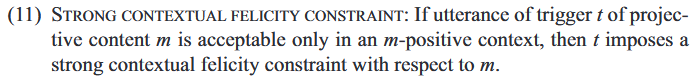 (11) STRONG CONTEXTUAL FELICITY CONSTRAINT: If utterance of trigger t of projec-
tive content m is acceptable only in an m-positive context, then t imposes a
strong contextual felicity constraint with respect to m.